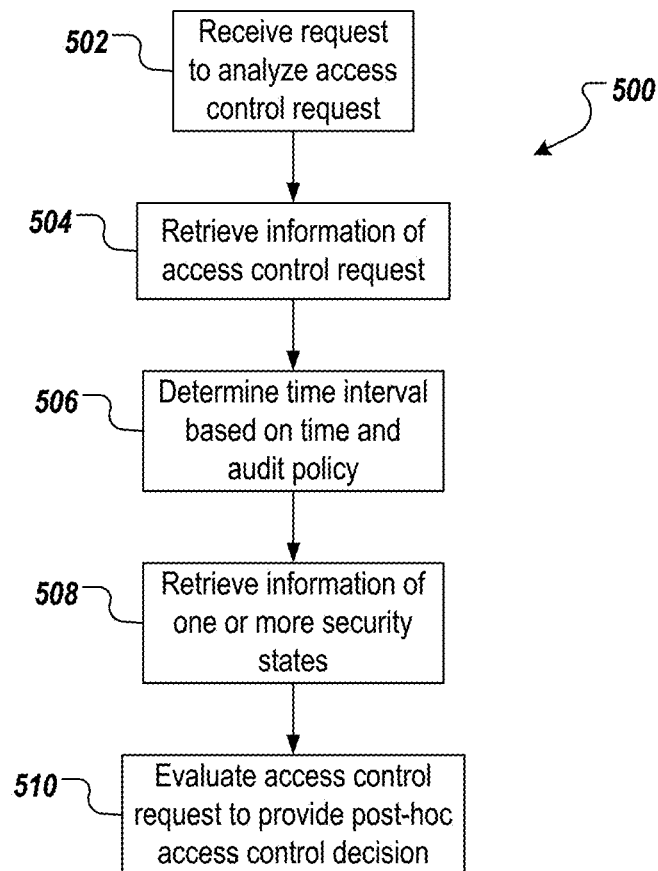 502
Receive request
to analyze access
control request
500
504
Retrieve information of
access control request
506
Determine time interval
based on time and
audit policy
508
Retrieve information of
one or more security
states
510
Evaluate access control
request to provide post-hoc
access control decision